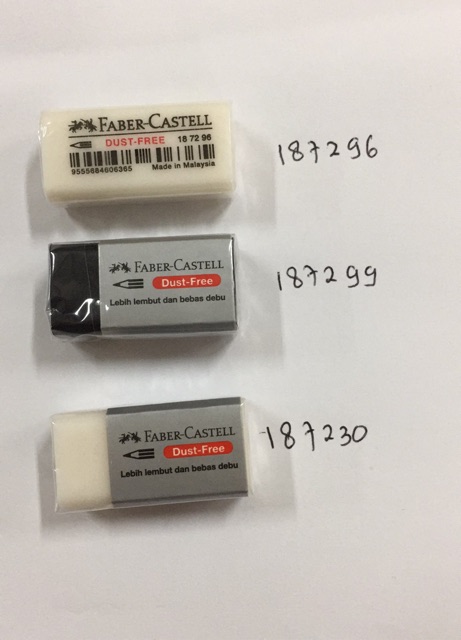 FABER-CASTELL
DUST-FREE 18 72 96
9555684606365 Made in Malaysia
187296
FABER-CASTELL
Dust-Free
Lebih lembut dan bebas debu
187299
FABER-CASTELL
Dust-Free
Lebih lembut dan bebas debu
187230